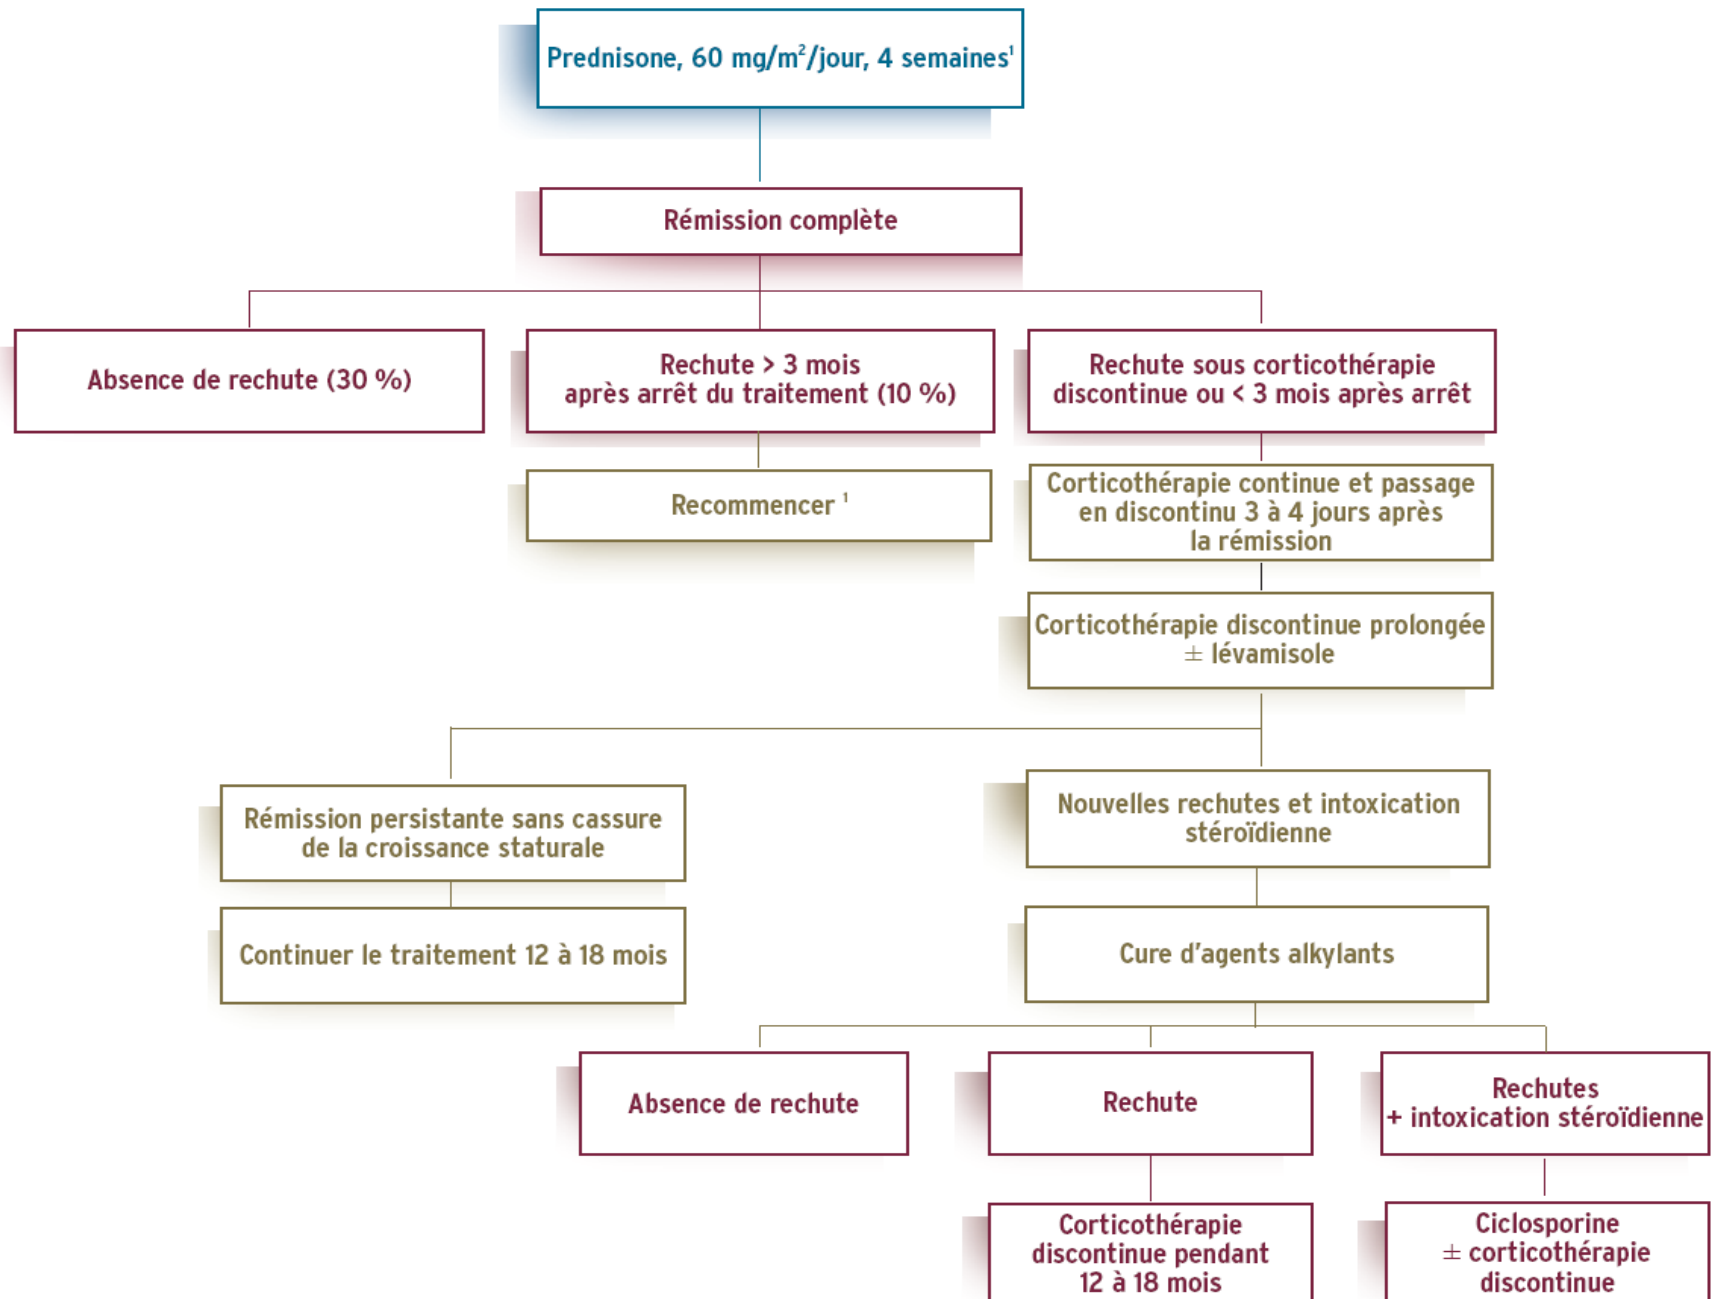 Prednisone, 60 mg/m²/jour, 4 semaines¹
Rémission complète
Absence de rechute (30 %)
Rechute > 3 mois
après arrêt du traitement (10 %)
Rechute sous corticothérapie
discontinue ou < 3 mois après arrêt
Recommencer ¹
Corticothérapie continue et passage
en discontinu 3 à 4 jours après
la rémission
Corticothérapie discontinue prolongée
± lévamisole
Rémission persistante sans cassure
de la croissance staturale
Nouvelles rechutes et intoxication
stéroïdienne
Continuer le traitement 12 à 18 mois
Cure d'agents alkylants
Absence de rechute
Rechute
Rechutes
+ intoxication stéroïdienne
Corticothérapie
discontinue pendant
12 à 18 mois
Ciclosporine
± corticothérapie
discontinue